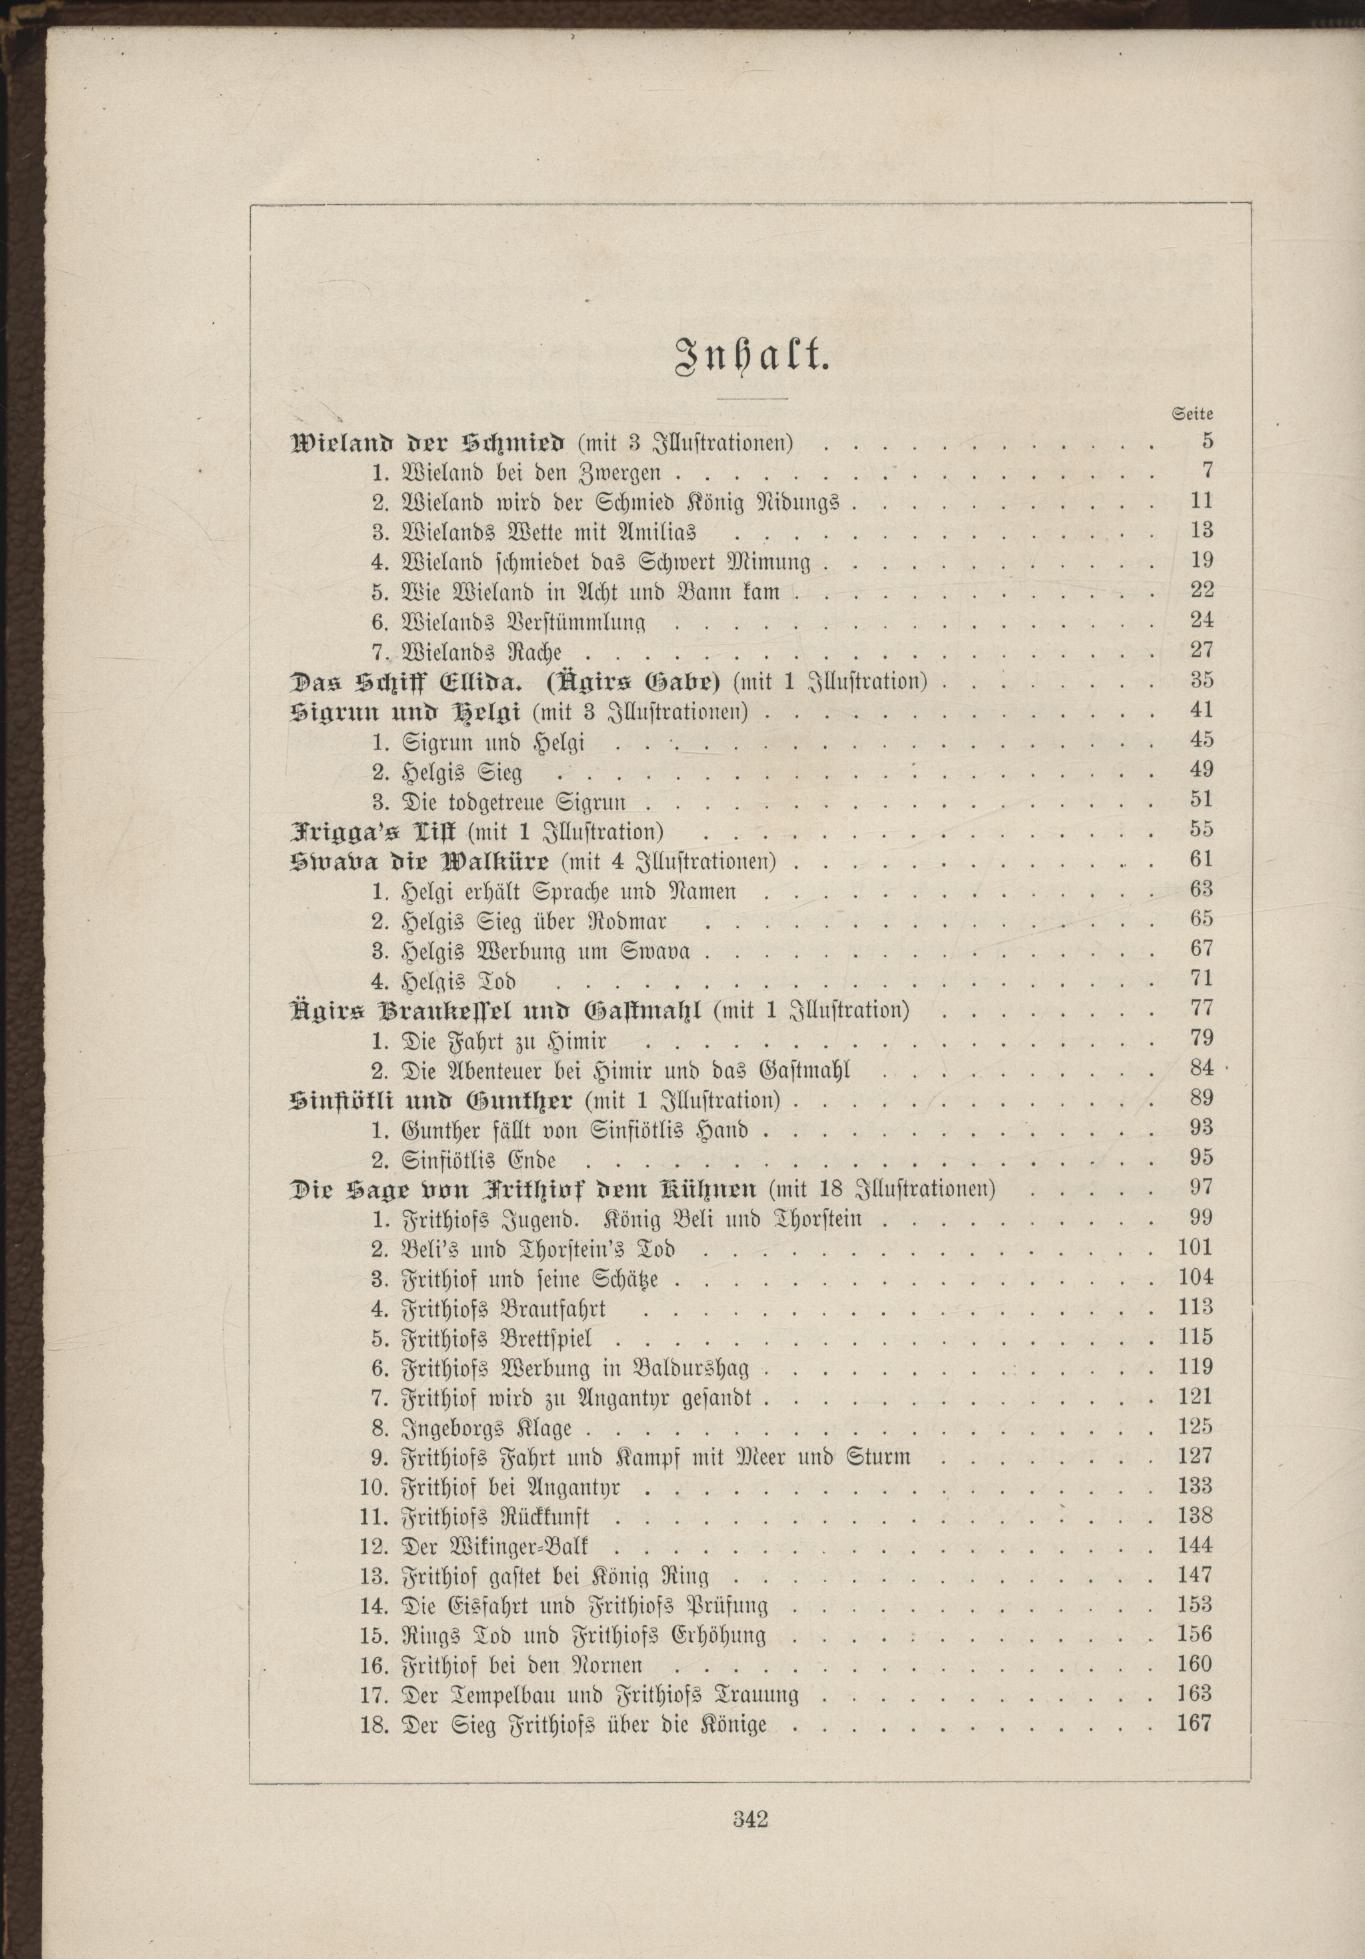 Inhalt.
Seite
Wieland der Schmied (mit 3 Illustrationen) . . . . . . . . . . . . 5
1. Wieland bei den Zwergen . . . . . . . . . . . . . . . . . 7
2. Wieland wird der Schmied König Nidungs . . . . . . . . . . . 11
3. Wielands Wette mit Amilias . . . . . . . . . . . . . . . 13
4. Wieland schmiedet das Schwert Mimung . . . . . . . . . . . . 19
5. Wie Wieland in Acht und Bann kam . . . . . . . . . . . . . 22
6. Wielands Verstümmlung . . . . . . . . . . . . . . . . . 24
7. Wielands Rache . . . . . . . . . . . . . . . . . . . . 27
Das Schiff Ellida. (Ägirs Gabe) (mit 1 Illustration) . . . . . . . . 35
Sigrun und Helgi (mit 3 Illustrationen) . . . . . . . . . . . . . . 41
1. Sigrun und Helgi . . . . . . . . . . . . . . . . . . . 45
2. Helgis Sieg . . . . . . . . . . . . . . . . . . . . . 49
3. Die todgetreue Sigrun . . . . . . . . . . . . . . . . . . 51
Frigga's List (mit 1 Illustration) . . . . . . . . . . . . . . . . 55
Swava die Walküre (mit 4 Illustrationen) . . . . . . . . . . . . . 61
1. Helgi erhält Sprache und Namen . . . . . . . . . . . . . . 63
2. Helgis Sieg über Rodmar . . . . . . . . . . . . . . . . 65
3. Helgis Werbung um Swava . . . . . . . . . . . . . . . . 67
4. Helgis Tod . . . . . . . . . . . . . . . . . . . . . 71
Ägirs Braukessel und Gastmahl (mit 1 Illustration) . . . . . . . . 77
1. Die Fahrt zu Himir . . . . . . . . . . . . . . . . . . 79
2. Die Abenteuer bei Himir und das Gastmahl . . . . . . . . . . 84
Sinfiötli und Gunther (mit 1 Illustration) . . . . . . . . . . . . . 89
1. Gunther fällt von Sinfiötlis Hand . . . . . . . . . . . . . . 93
2. Sinfiötlis Ende . . . . . . . . . . . . . . . . . . . . 95
Die Sage von Frithiof dem Kühnen (mit 18 Illustrationen) . . . . . 97
1. Frithiofs Jugend. König Beli und Thorstein . . . . . . . . . . 99
2. Beli's und Thorstein's Tod . . . . . . . . . . . . . . . . 101
3. Frithiof und seine Schätze . . . . . . . . . . . . . . . . . 104
4. Frithiofs Brautfahrt . . . . . . . . . . . . . . . . . . 113
5. Frithiofs Brettspiel . . . . . . . . . . . . . . . . . . . 115
6. Frithiofs Werbung in Baldurshag . . . . . . . . . . . . . . 119
7. Frithiof wird zu Angantyr gesandt . . . . . . . . . . . . . . 121
8. Ingeborgs Klage . . . . . . . . . . . . . . . . . . . . 125
9. Frithiofs Fahrt und Kampf mit Meer und Sturm . . . . . . . . 127
10. Frithiof bei Angantyr . . . . . . . . . . . . . . . . . . 133
11. Frithiofs Rückkunft . . . . . . . . . . . . . . . . . . . 138
12. Der Wikinger-Balk . . . . . . . . . . . . . . . . . . . 144
13. Frithiof gastet bei König Ring . . . . . . . . . . . . . . . 147
14. Die Eisfahrt und Frithiofs Prüfung . . . . . . . . . . . . . 153
15. Rings Tod und Frithiofs Erhöhung . . . . . . . . . . . . . 156
16. Frithiof bei den Nornen . . . . . . . . . . . . . . . . . 160
17. Der Tempelbau und Frithiofs Trauung . . . . . . . . . . . . 163
18. Der Sieg Frithiofs über die Könige . . . . . . . . . . . . . 167
342